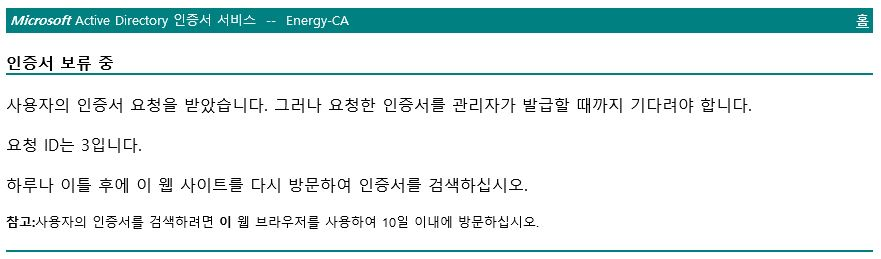 Microsoft Active Directory 인증서 서비스 -- Energy-CA 홈
인증서 보류 중
사용자의 인증서 요청을 받았습니다. 그러나 요청한 인증서를 관리자가 발급할 때까지 기다려야 합니다.
요청 ID는 3입니다.
하루나 이틀 후에 이 웹 사이트를 다시 방문하여 인증서를 검색하십시오.
참고:사용자의 인증서를 검색하려면 이 웹 브라우저를 사용하여 10일 이내에 방문하십시오.